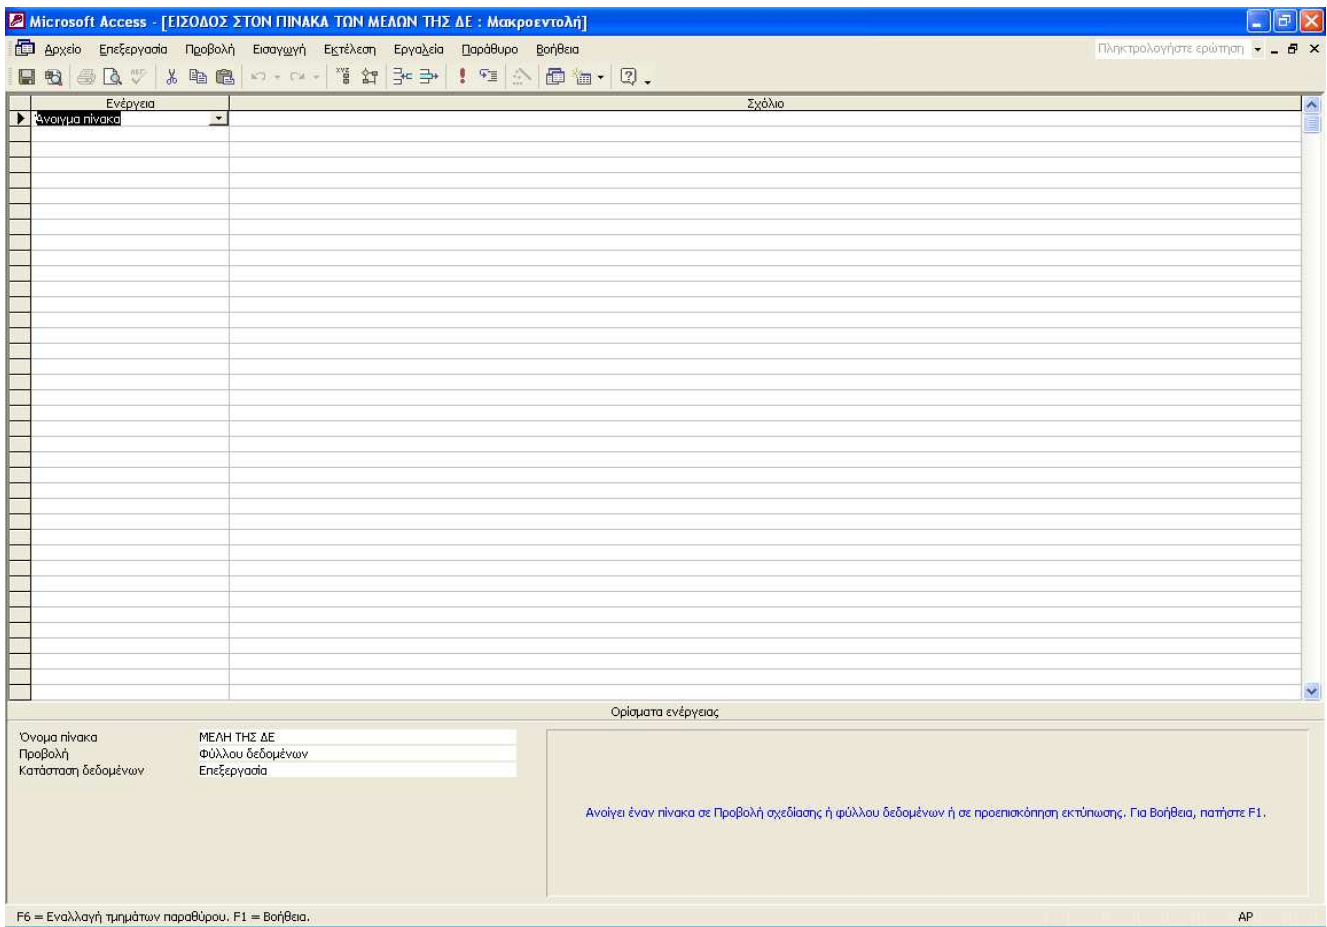 Microsoft Access - [ΕΙΣΟΔΟΣ ΣΤΟΝ ΠΙΝΑΚΑ ΤΩΝ ΜΕΛΩΝ ΤΗΣ ΔΕ : Μακροεντολή]
Αρχείο Επεξεργασία Προβολή Εισαγωγή Εκτέλεση Εργαλεία Παράθυρο Βοήθεια Πληκτρολογήστε ερώτηση
Ενέργεια Σχόλιο
Άνοιγμα πίνακα
Ορίσματα ενέργειας
Όνομα πίνακα ΜΕΛΗ ΤΗΣ ΔΕ
Προβολή Φύλλου δεδομένων
Κατάσταση δεδομένων Επεξεργασία
Ανοίγει έναν πίνακα σε Προβολή σχεδίασης ή φύλλου δεδομένων ή σε προεπισκόπηση εκτύπωσης. Για Βοήθεια, πατήστε F1.
F6 = Εναλλαγή τμημάτων παραθύρου. F1 = Βοήθεια. ΑΡ